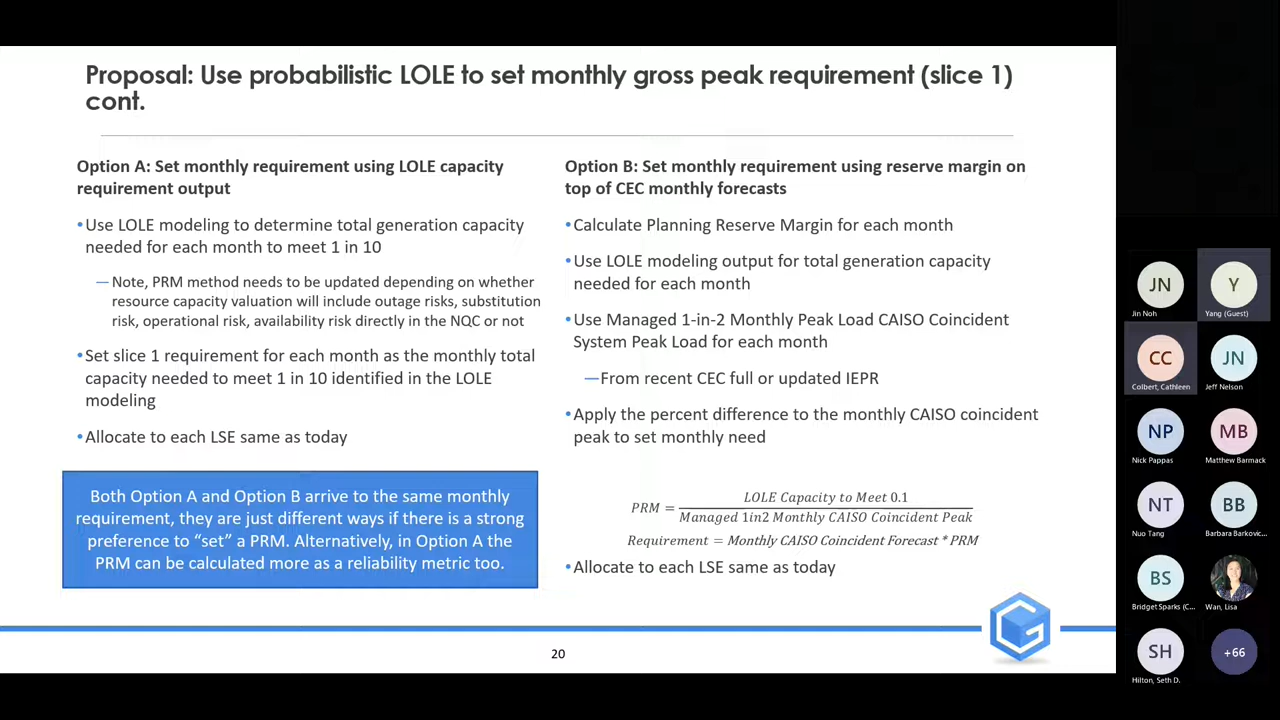 Proposal: Use probabilistic LOLE to set monthly gross peak requirement (slice 1)
cont.
Option A: Set monthly requirement using LOLE capacity
requirement output
•Use LOLE modeling to determine total generation capacity
needed for each month to meet 1 in 10
—Note, PRM method needs to be updated depending on whether
resource capacity valuation will include outage risks, substitution
risk, operational risk, availability risk directly in the NQC or not
•Set slice 1 requirement for each month as the monthly total
capacity needed to meet 1 in 10 identified in the LOLE
modeling
•Allocate to each LSE same as today
Both Option A and Option B arrive to the same monthly
requirement, they are just different ways if there is a strong
preference to “set” a PRM. Alternatively, in Option A the
PRM can be calculated more as a reliability metric too.
Option B: Set monthly requirement using reserve margin on
top of CEC monthly forecasts
•Calculate Planning Reserve Margin for each month
•Use LOLE modeling output for total generation capacity
needed for each month
•Use Managed 1-in-2 Monthly Peak Load CAISO Coincident
System Peak Load for each month
—From recent CEC full or updated IEPR
•Apply the percent difference to the monthly CAISO coincident
peak to set monthly need
LOLE Capacity to Meet 0.1
PRM =
Managed 1in2 Monthly CAISO Coincident Peak
Requirement = Monthly CAISO Coincident Forecast * PRM
•Allocate to each LSE same as today
20
JN
Jin Noh
Y
Yang (Guest)
CC
Colbert, Cathleen
JN
Jeff Nelson
NP
Nick Pappas
MB
Matthew Barmack
NT
Nuo Tang
BB
Barbara Barkovic...
BS
Bridget Sparks (C...
Wan, Lisa
SH
Hilton, Seth D.
+66